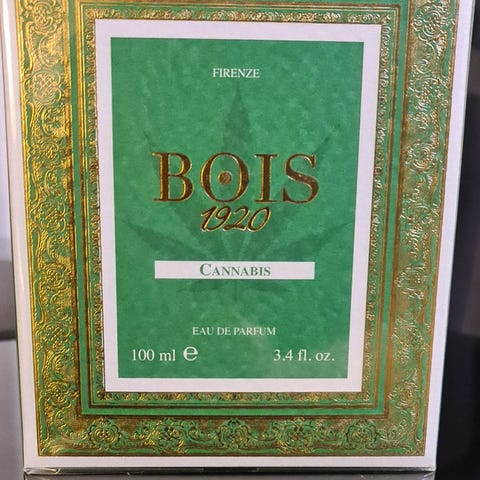 FIRENZE
BOIS
1920
CANNABIS
EAU DE PARFUM
100 ml ℮ 3.4 fl. oz.